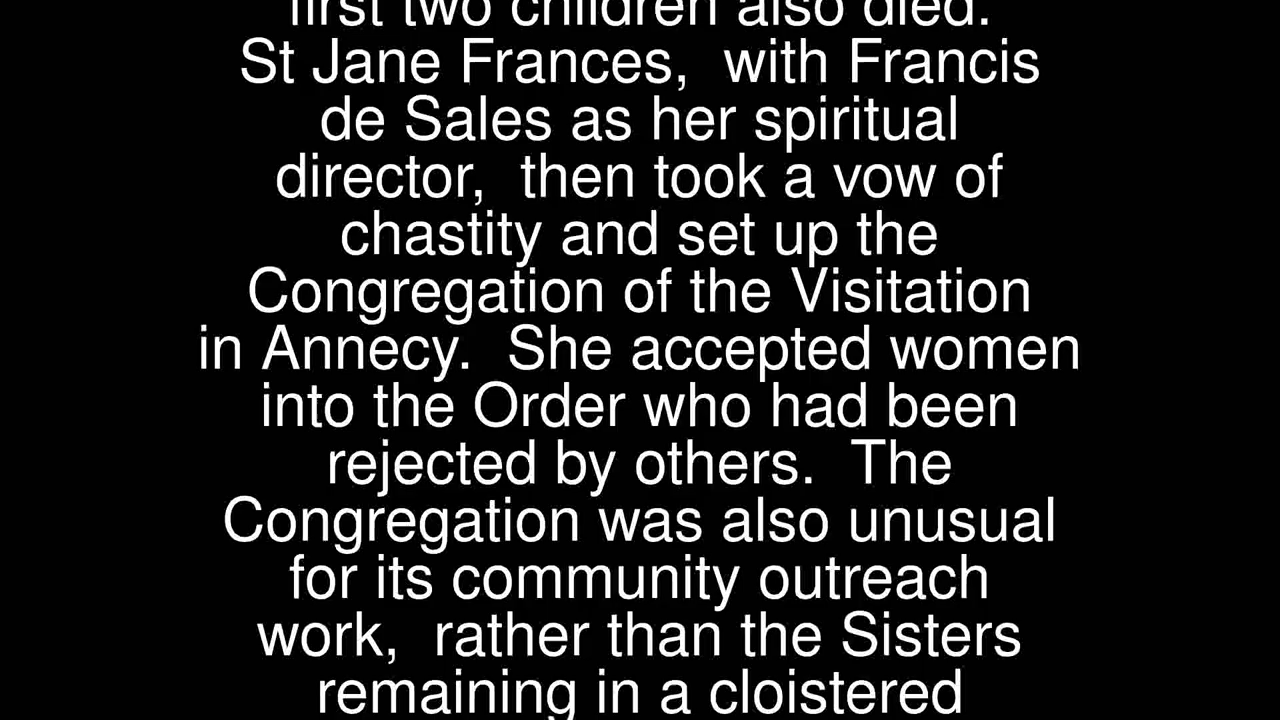 first two children also died.
St Jane Frances,  with Francis
de Sales as her spiritual
director,  then took a vow of
chastity and set up the
Congregation of the Visitation
in Annecy.  She accepted women
into the Order who had been
rejected by others.  The
Congregation was also unusual
for its community outreach
work,  rather than the Sisters
remaining in a cloistered